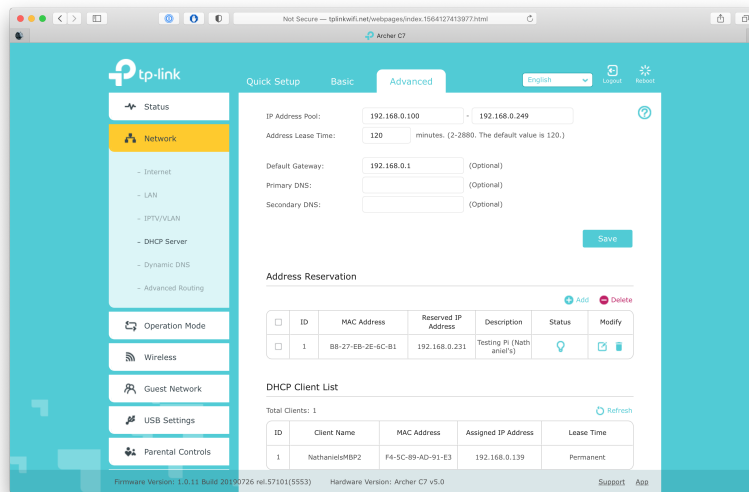 Not Secure — tplinkwifi.net/webpages/index.1564127413977.html
Archer C7
tp-link
Quick Setup Basic Advanced English Logout Reboot
Status
Network
- Internet
- LAN
- IPTV/VLAN
- DHCP Server
- Dynamic DNS
- Advanced Routing
Operation Mode
Wireless
Guest Network
USB Settings
Parental Controls
IP Address Pool: 192.168.0.100 - 192.168.0.249
Address Lease Time: 120 minutes. (2-2880. The default value is 120.)
Default Gateway: 192.168.0.1 (Optional)
Primary DNS: (Optional)
Secondary DNS: (Optional)
Save
Address Reservation
Add Delete
ID MAC Address Reserved IP Address Description Status Modify
1 B8-27-EB-2E-6C-B1 192.168.0.231 Testing Pi (Nath
aniel's)
DHCP Client List
Total Clients: 1 Refresh
ID Client Name MAC Address Assigned IP Address Lease Time
1 NathanielsMBP2 F4-5C-89-AD-91-E3 192.168.0.139 Permanent
Firmware Version: 1.0.11 Build 20190726 rel.57101(5553) Hardware Version: Archer C7 v5.0 Support App